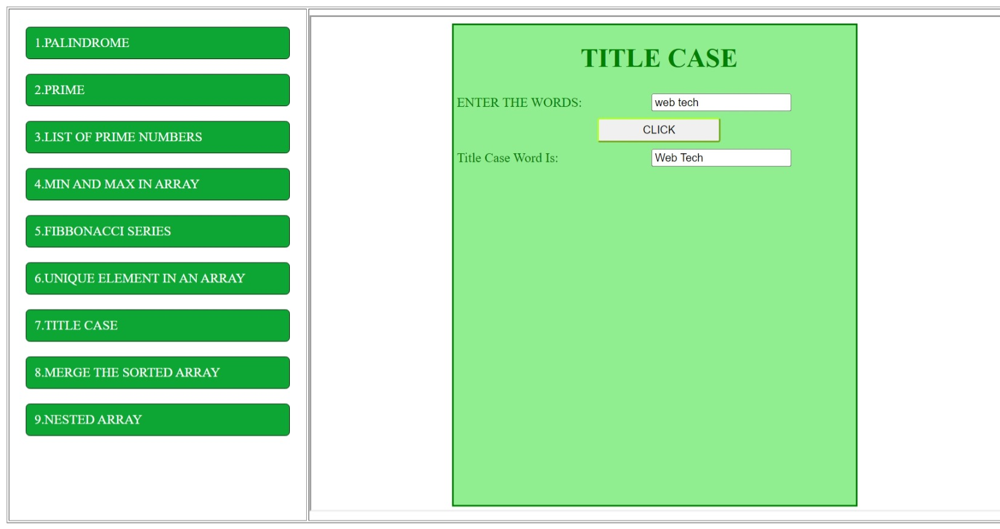 1.PALINDROME
2.PRIME
3.LIST OF PRIME NUMBERS
4.MIN AND MAX IN ARRAY
5.FIBBONACCI SERIES
6.UNIQUE ELEMENT IN AN ARRAY
7.TITLE CASE
8.MERGE THE SORTED ARRAY
9.NESTED ARRAY
TITLE CASE
ENTER THE WORDS: web tech
CLICK
Title Case Word Is: Web Tech